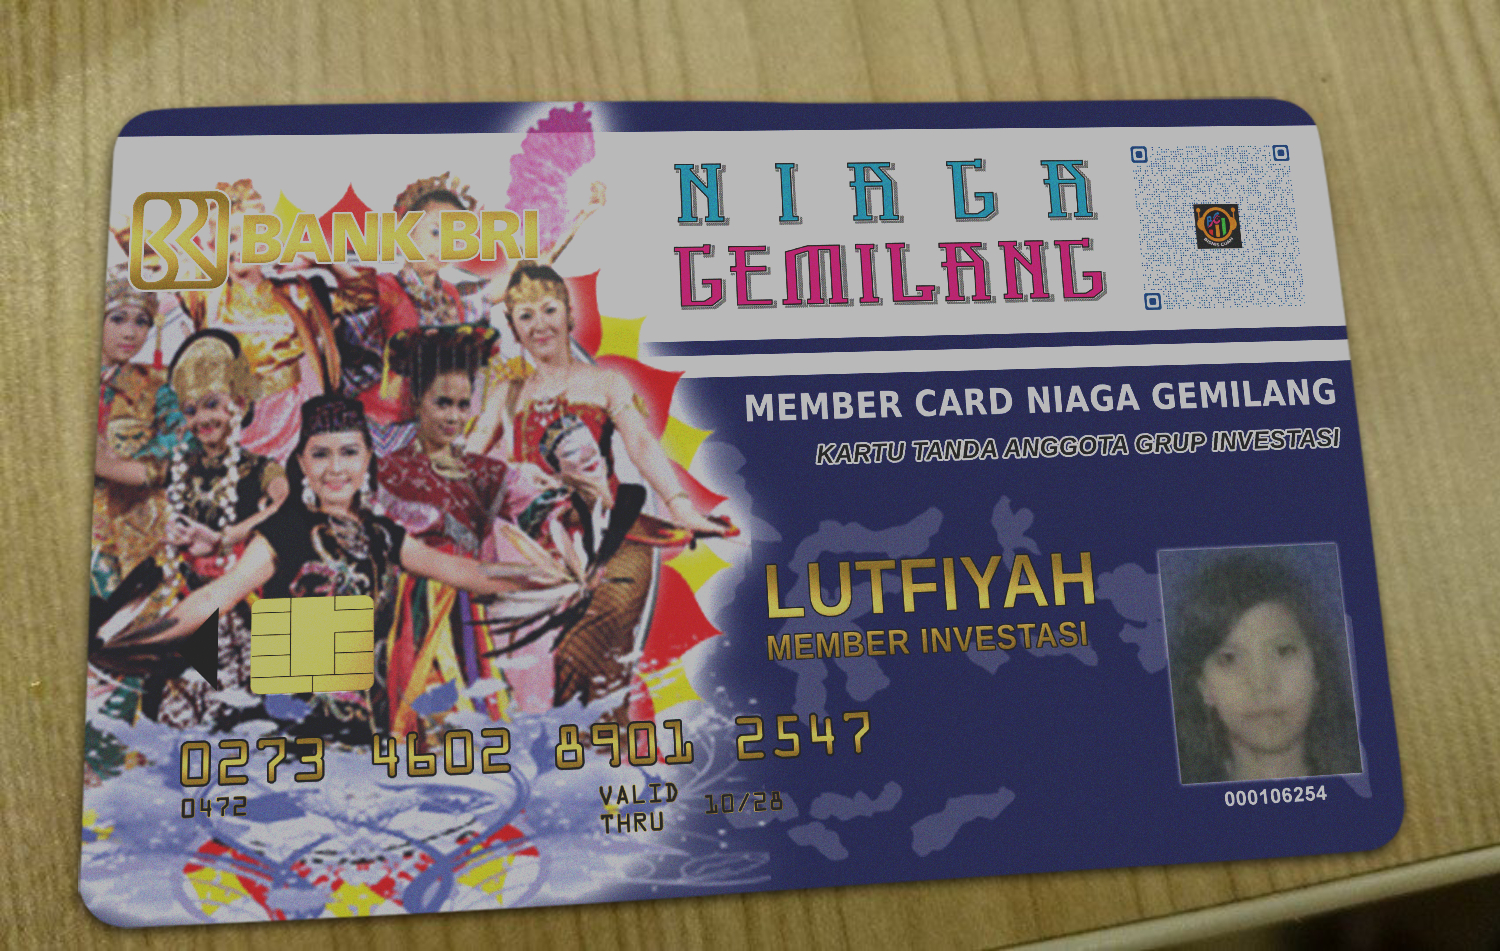 BANK BRI
NIAGA
GEMILANG
MEMBER CARD NIAGA GEMILANG
KARTU TANDA ANGGOTA GRUP INVESTASI
LUTFIYAH
MEMBER INVESTASI
0273 4602 8901 2547
0472
VALID
THRU
10/28
000106254